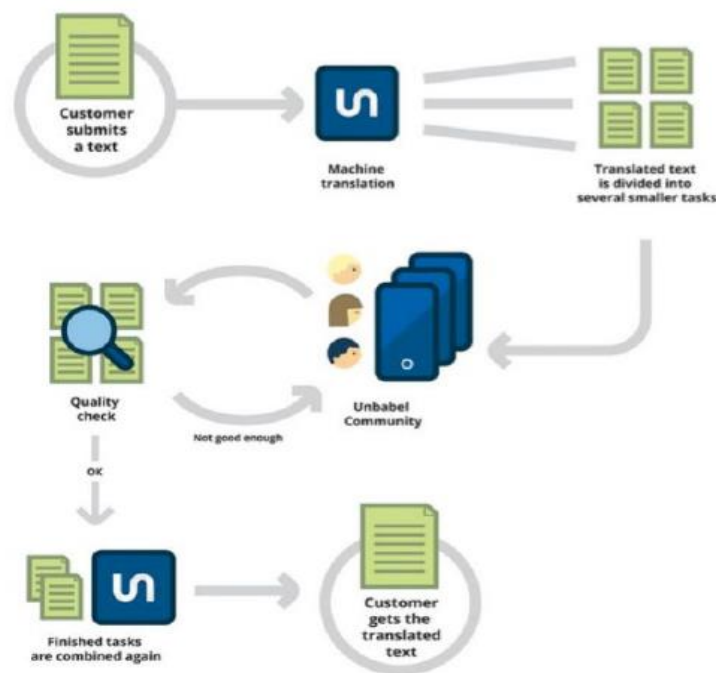 Customer
submits
a text
Machine
translation
Translated text
is divided into
several smaller tasks
Quality
check
Not good enough
Unbabel
Community
OK
Finished tasks
are combined again
Customer
gets the
translated
text